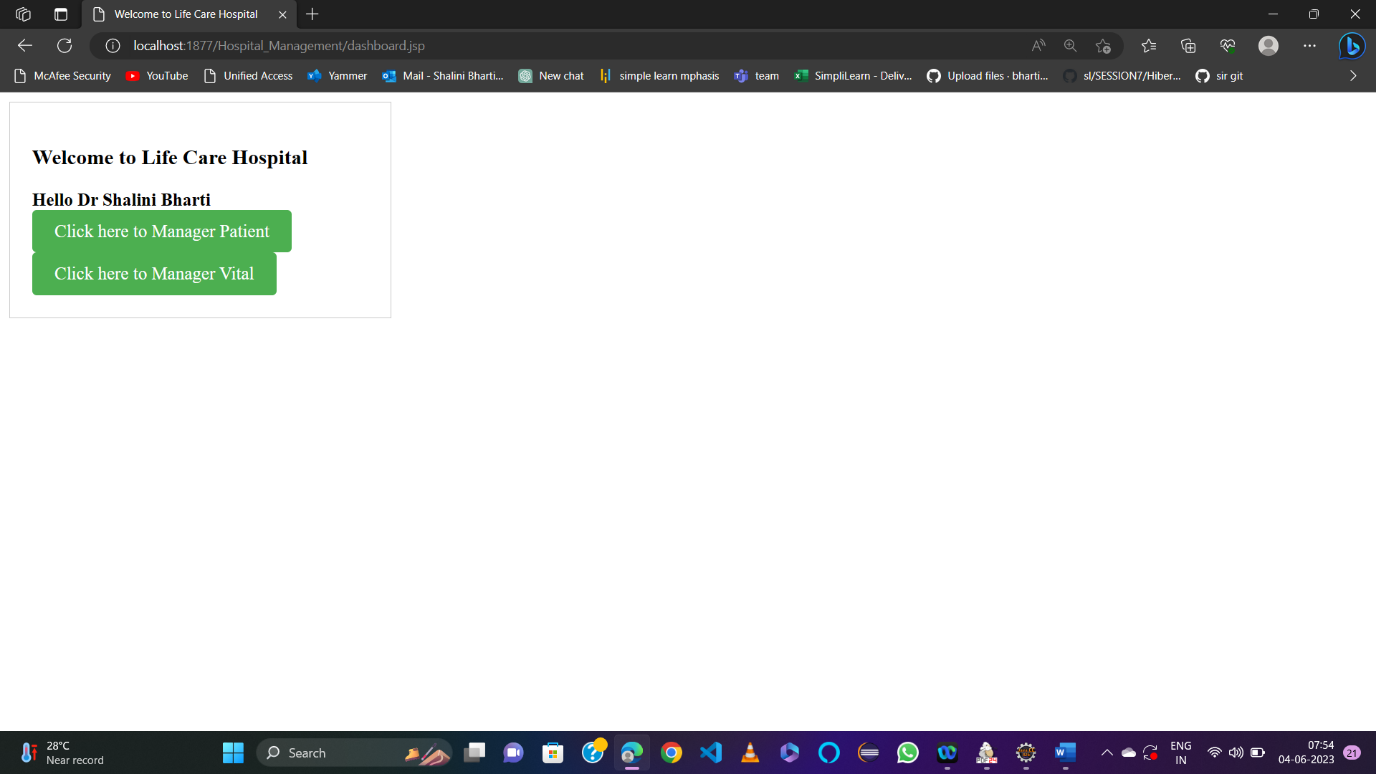 Welcome to Life Care Hospital
localhost:1877/Hospital_Management/dashboard.jsp
McAfee Security YouTube Unified Access Yammer Mail - Shalini Bharti... New chat simple learn mphasis team SimpliLearn - Deliv... Upload files · bharti... sl/SESSION7/Hiber... sir git
Welcome to Life Care Hospital
Hello Dr Shalini Bharti
Click here to Manager Patient
Click here to Manager Vital
28°C
Near record
Search
ENG
IN
07:54
04-06-2023
21